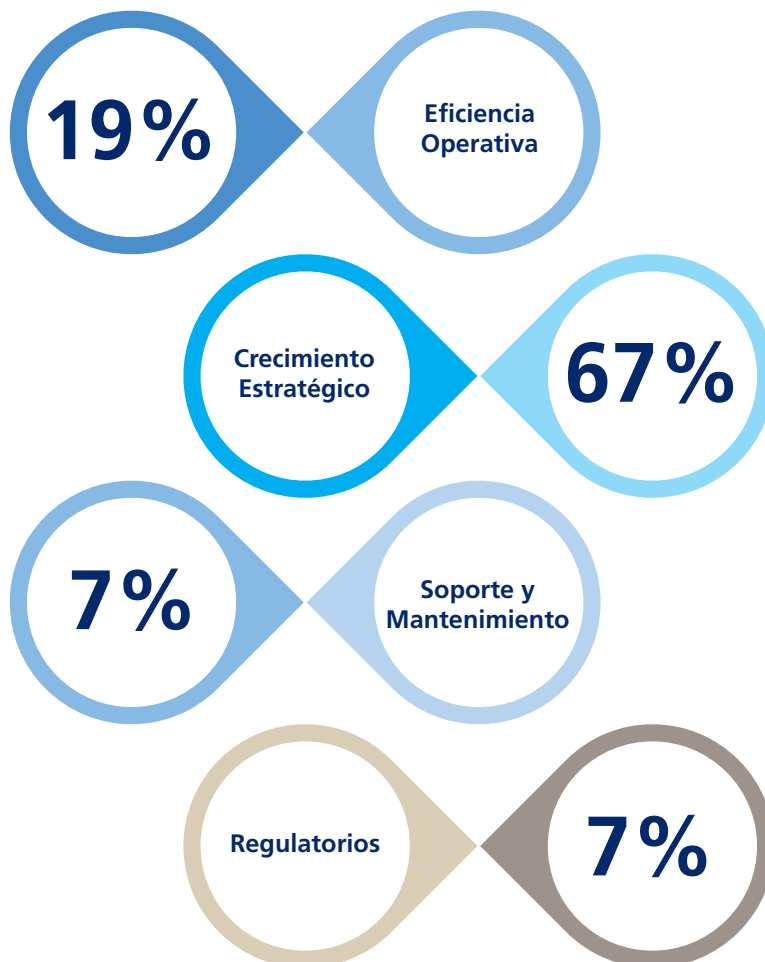 19%
Eficiencia
Operativa
Crecimiento
Estratégico
67%
7%
Soporte y
Mantenimiento
Regulatorios
7%